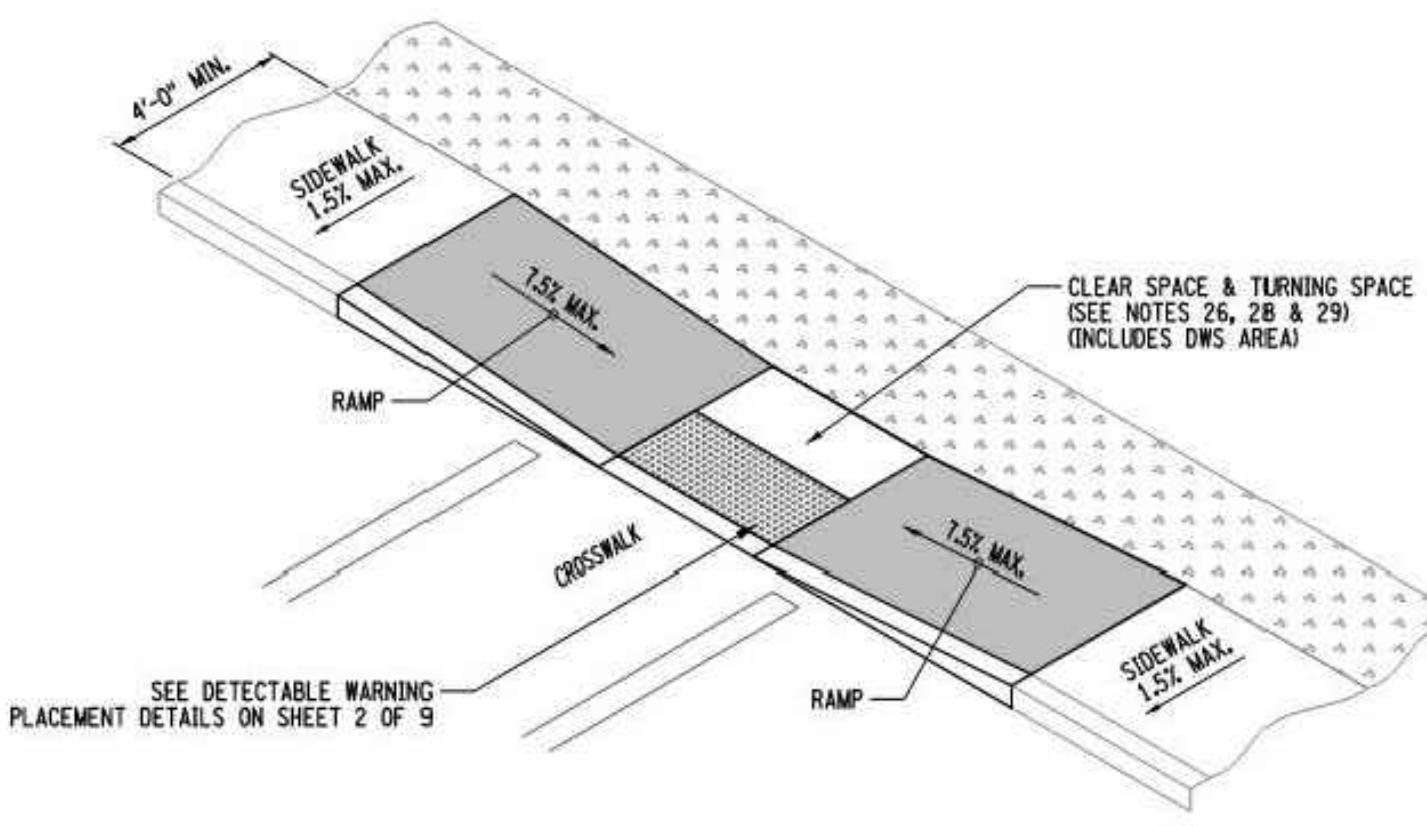 4'-0" MIN.
SIDEWALK
1.5% MAX.
7.5% MAX.
CLEAR SPACE & TURNING SPACE
(SEE NOTES 26, 28 & 29)
(INCLUDES DWS AREA)
RAMP
7.5% MAX.
CROSSWALK
SIDEWALK
1.5% MAX.
SEE DETECTABLE WARNING
PLACEMENT DETAILS ON SHEET 2 OF 9
RAMP